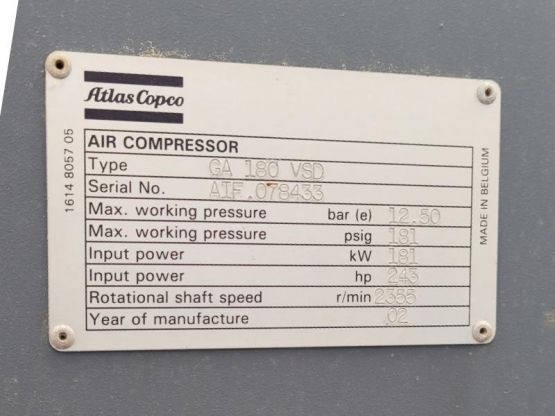 Atlas Copco
AIR COMPRESSOR
Type GA 180 VSD
Serial No. AIF.078433
Max. working pressure bar (e) 12.50
Max. working pressure psig 181
Input power kW 181
Input power hp 243
Rotational shaft speed r/min 2355
Year of manufacture .02
1614 8057 05
MADE IN BELGIUM